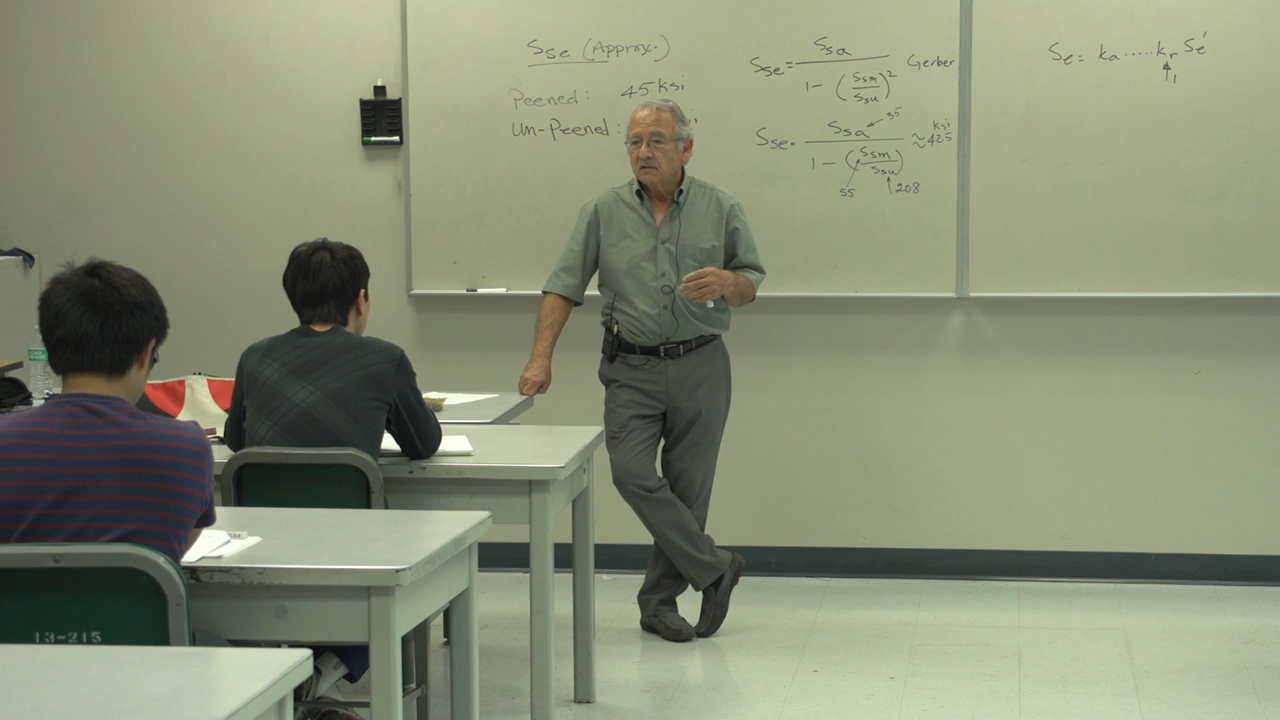 Sse (Approx.)
Peened: 45 ksi
Un-Peened:
Sse = Ssa / 1 - (Ssm/Ssu)² Gerber
Sse = Ssa / 1 - (Ssm/Ssu) ≈ 42.5 ksi
35
55
208
Se = ka ..... kr Se'
1
13-215